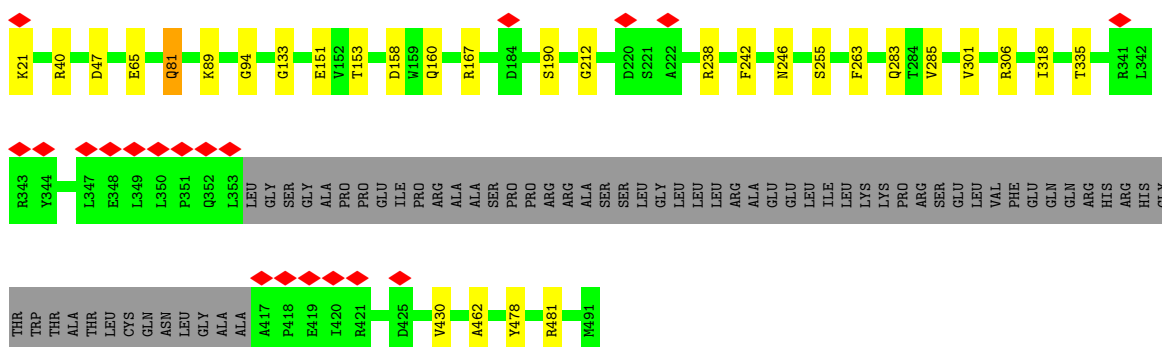 K21 R40 D47 E65 Q81 K89 G94 G133 E151 V152 T153 D158 W159 Q160 R167 D184 S190 G212 D220 S221 A222 R238 F242 N246 S255 F263 Q283 T284 V285 V301 R306 I318 T335 R341 L342
R343 Y344 L347 E348 L349 L350 P351 Q352 L353 LEU GLY SER GLY ALA PRO PRO GLU ILE PRO ARG ALA ALA SER PRO PRO ARG ARG ALA SER SER LEU GLY LEU LEU LEU ARG ALA GLU GLU LEU ILE LEU LYS LYS PRO ARG SER GLU LEU VAL PHE GLU GLN GLN ARG HIS ARG HIS GLY
THR TRP THR ALA THR LEU CYS GLN ASN LEU GLY ALA ALA A417 P418 E419 I420 R421 D425 V430 A462 Y478 R481 M491